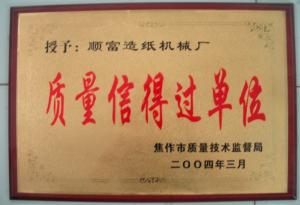 授予：顺富造纸机械厂
质量信得过单位
焦作市质量技术监督局
二〇〇四年三月